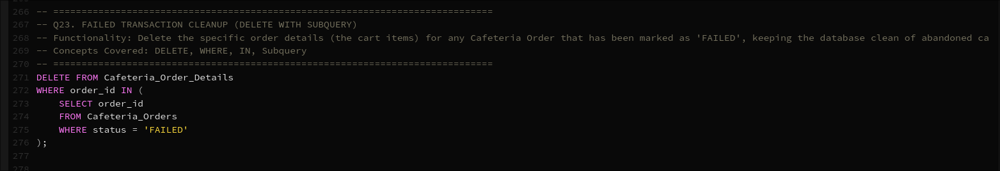 266 -- ==============================================================================
267 -- Q23. FAILED TRANSACTION CLEANUP (DELETE WITH SUBQUERY)
268 -- Functionality: Delete the specific order details (the cart items) for any Cafeteria Order that has been marked as 'FAILED', keeping the database clean of abandoned ca
269 -- Concepts Covered: DELETE, WHERE, IN, Subquery
270 -- ==============================================================================
271 DELETE FROM Cafeteria_Order_Details
272 WHERE order_id IN (
273     SELECT order_id
274     FROM Cafeteria_Orders
275     WHERE status = 'FAILED'
276 );
277
278